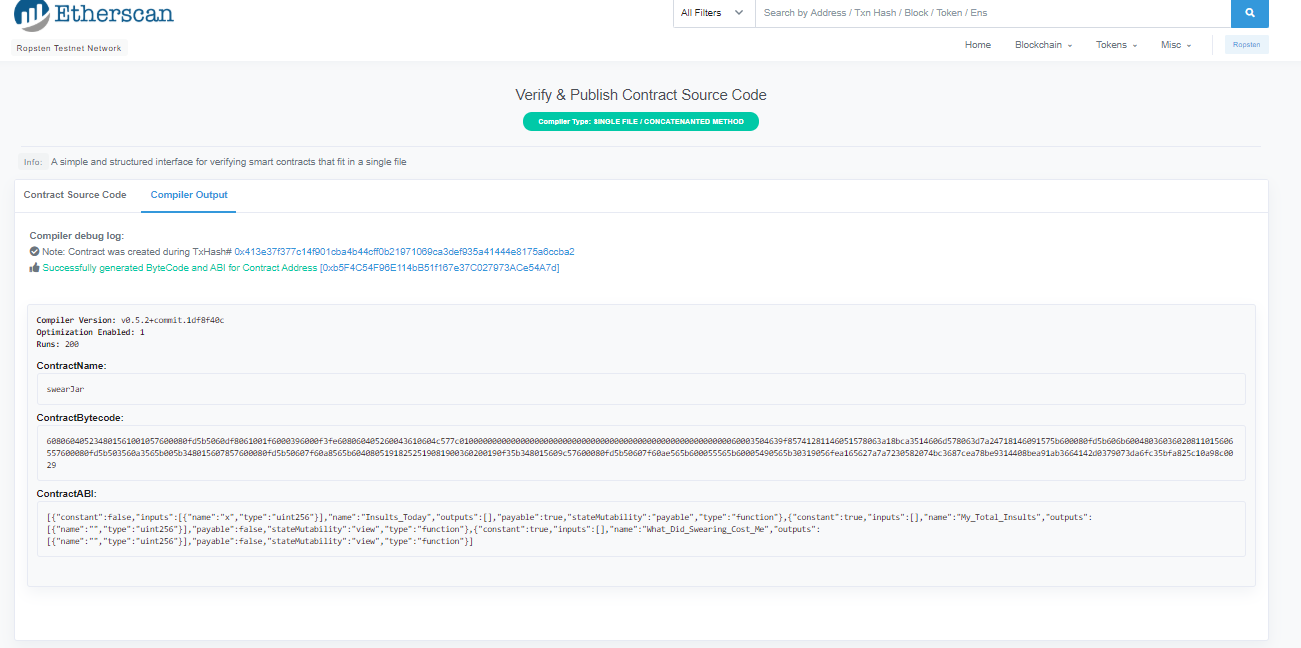 Etherscan
All Filters
Search by Address / Txn Hash / Block / Token / Ens
Ropsten Testnet Network
Home
Blockchain
Tokens
Misc
Ropsten
Verify & Publish Contract Source Code
Compiler Type: SINGLE FILE / CONCATENANTED METHOD
Info: A simple and structured interface for verifying smart contracts that fit in a single file
Contract Source Code
Compiler Output
Compiler debug log:
Note: Contract was created during TxHash# 0x413e37f377c14f901cba4b44cff0b21971069ca3def935a41444e8175a6ccba2
Successfully generated ByteCode and ABI for Contract Address [0xb5F4C54F96E114bB51f167e37C027973ACe54A7d]
Compiler Version: v0.5.2+commit.1df8f40c
Optimization Enabled: 1
Runs: 200
ContractName:
swearJar
ContractBytecode:
0029
ContractABI:
[{"constant":false,"inputs":[{"name":"x","type":"uint256"}],"name":"Insults_Today","outputs":[],"payable":true,"stateMutability":"payable","type":"function"},{"constant":true,"inputs":[],"name":"My_Total_Insults","outputs":
[{"name":"","type":"uint256"}],"payable":false,"stateMutability":"view","type":"function"},{"constant":true,"inputs":[],"name":"What_Did_Swearing_Cost_Me","outputs":
[{"name":"","type":"uint256"}],"payable":false,"stateMutability":"view","type":"function"}]